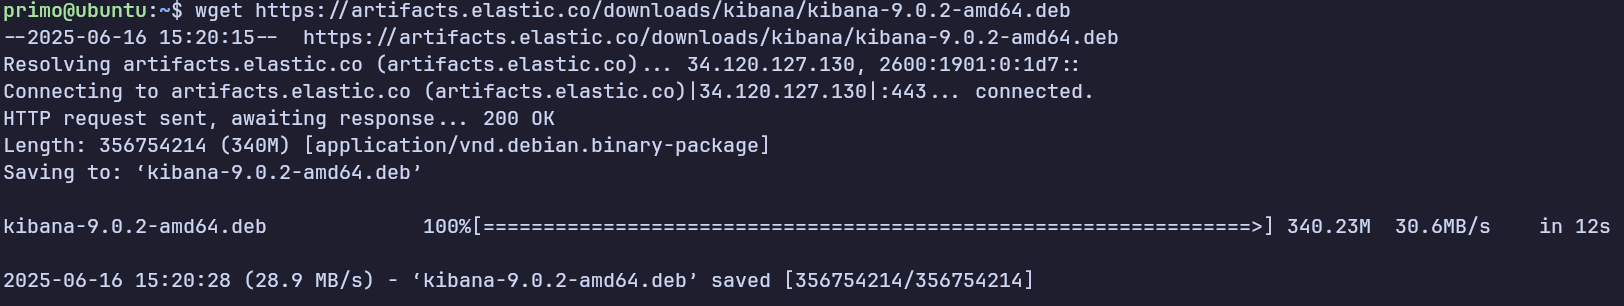 primo@ubuntu:~$ wget https://artifacts.elastic.co/downloads/kibana/kibana-9.0.2-amd64.deb
--2025-06-16 15:20:15--  https://artifacts.elastic.co/downloads/kibana/kibana-9.0.2-amd64.deb
Resolving artifacts.elastic.co (artifacts.elastic.co)... 34.120.127.130, 2600:1901:0:1d7::
Connecting to artifacts.elastic.co (artifacts.elastic.co)|34.120.127.130|:443... connected.
HTTP request sent, awaiting response... 200 OK
Length: 356754214 (340M) [application/vnd.debian.binary-package]
Saving to: ‘kibana-9.0.2-amd64.deb’
kibana-9.0.2-amd64.deb             100%[================================================================>] 340.23M  30.6MB/s    in 12s
2025-06-16 15:20:28 (28.9 MB/s) - ‘kibana-9.0.2-amd64.deb’ saved [356754214/356754214]